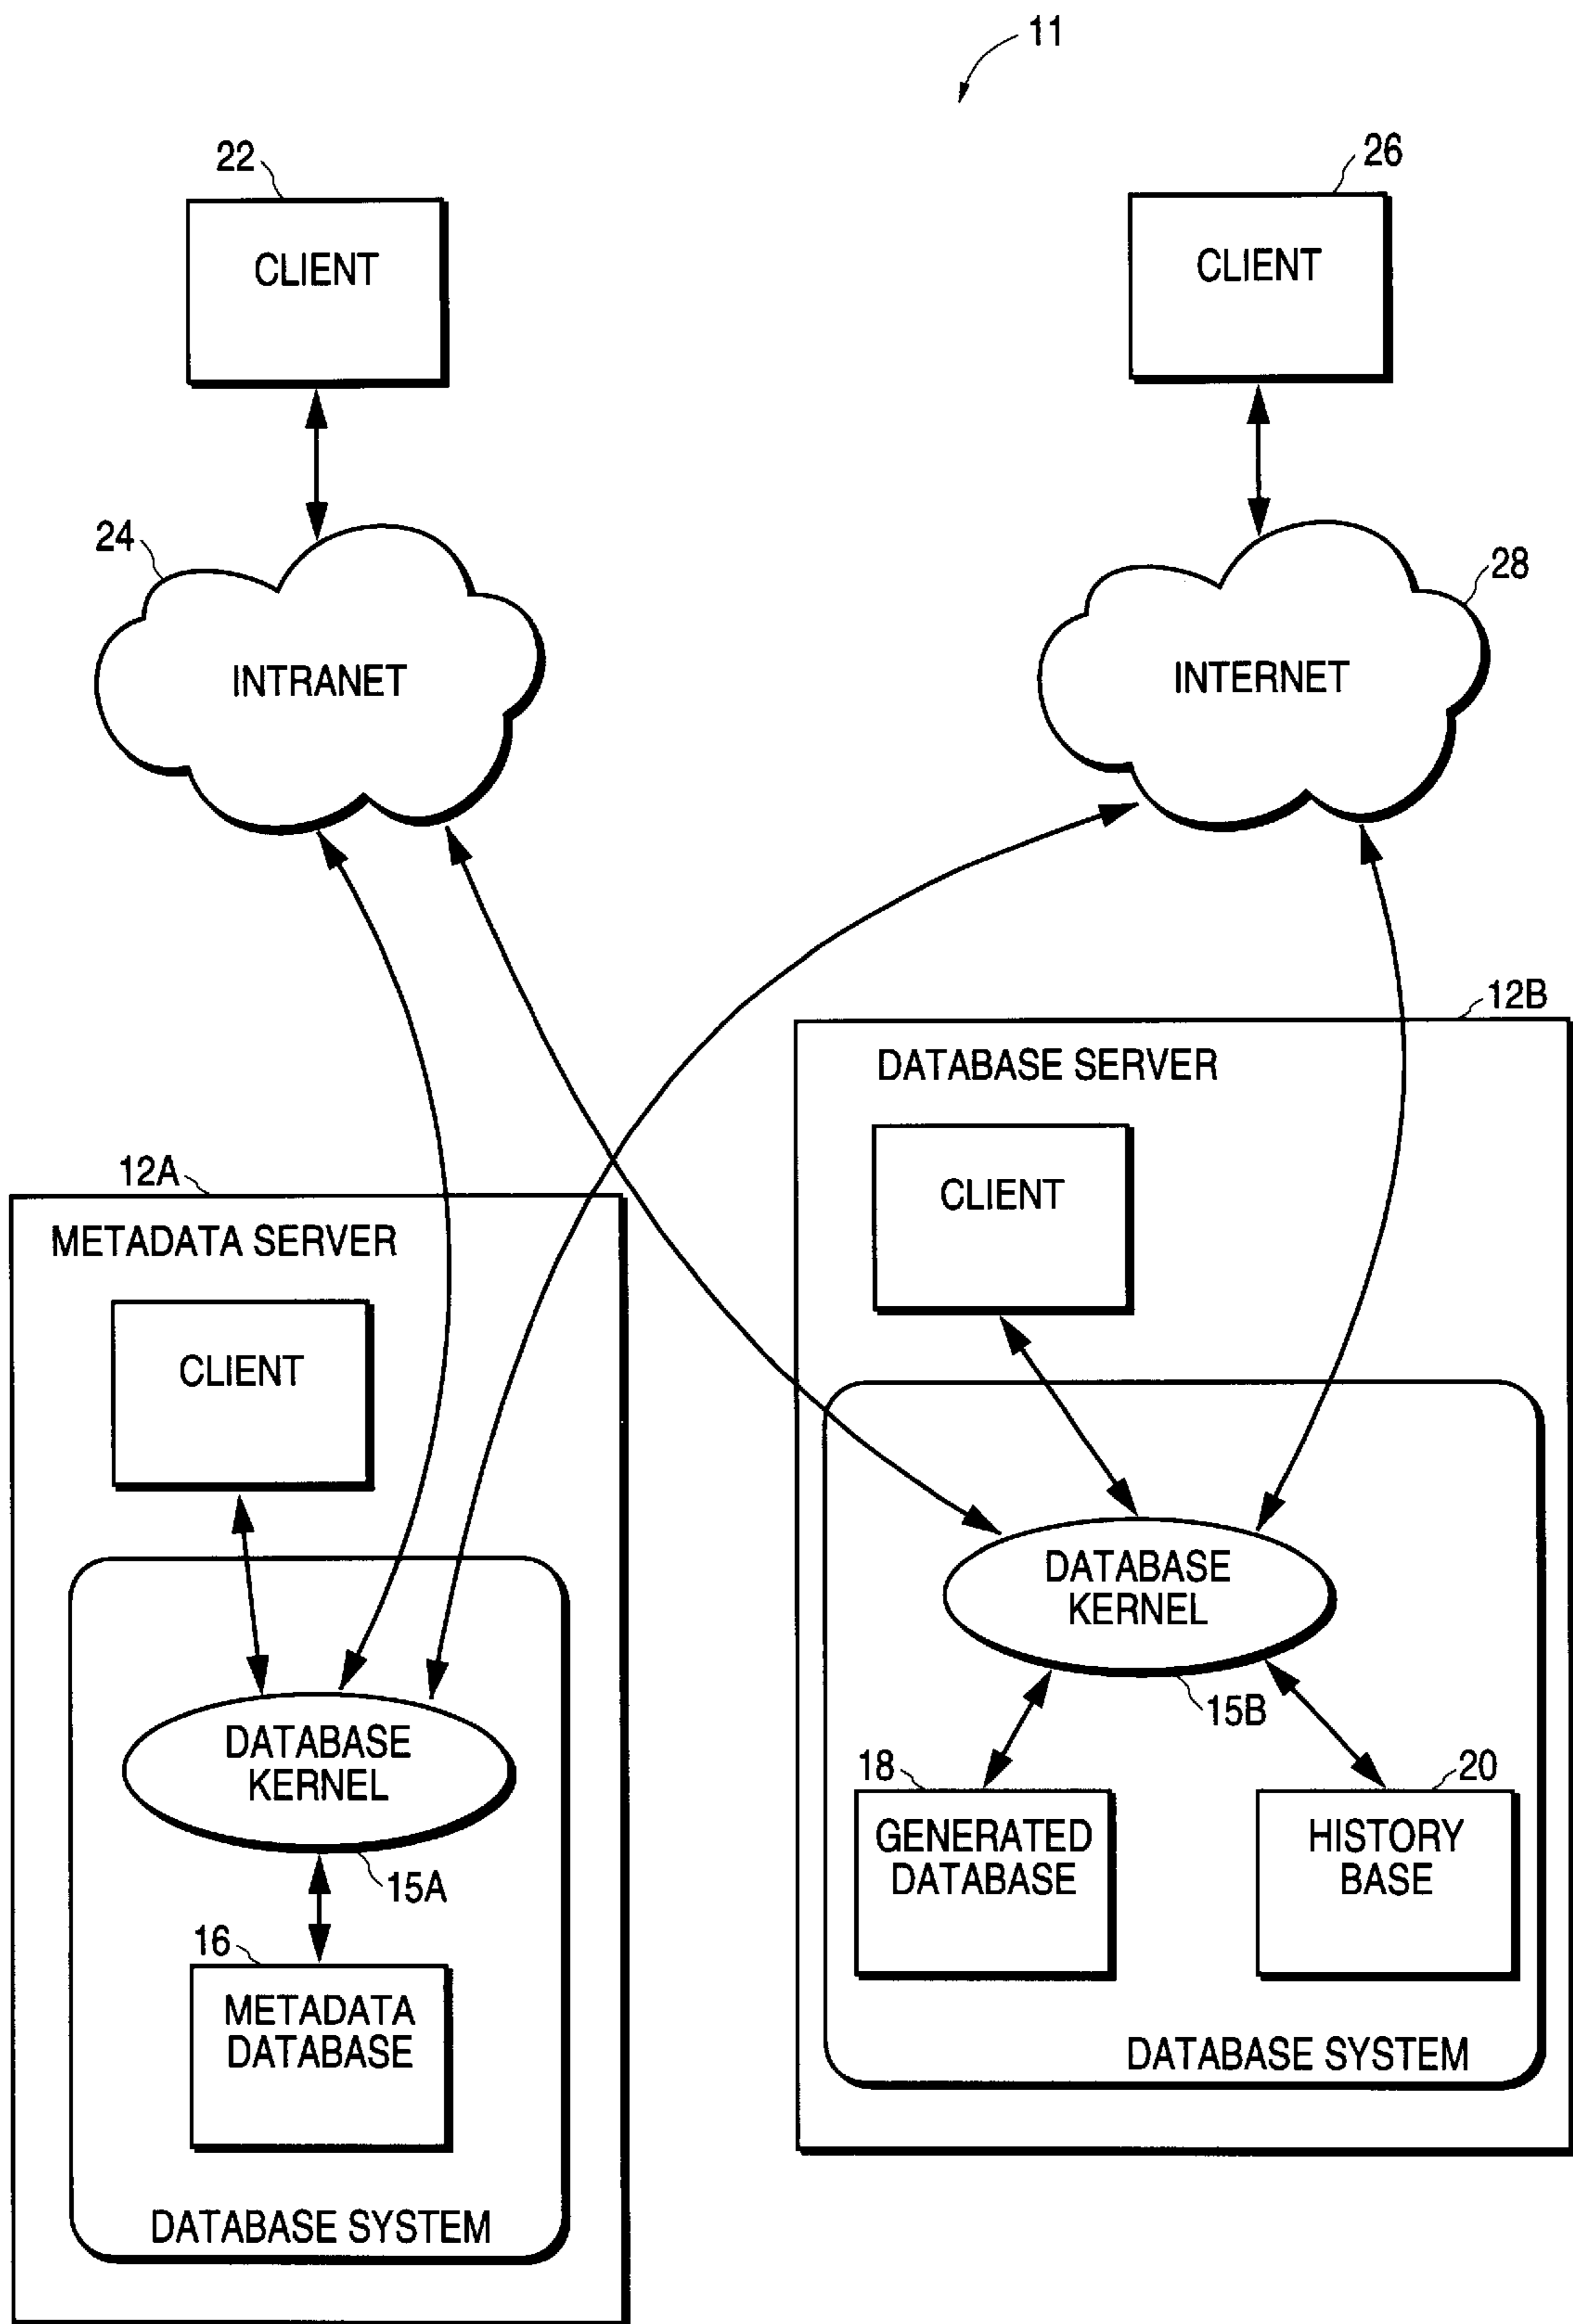 11
22
26
CLIENT
CLIENT
24
28
INTRANET
INTERNET
12B
DATABASE SERVER
CLIENT
12A
METADATA SERVER
CLIENT
DATABASE
KERNEL
15B
DATABASE
KERNEL
15A
18
20
GENERATED
DATABASE
HISTORY
BASE
16
METADATA
DATABASE
DATABASE SYSTEM
DATABASE SYSTEM